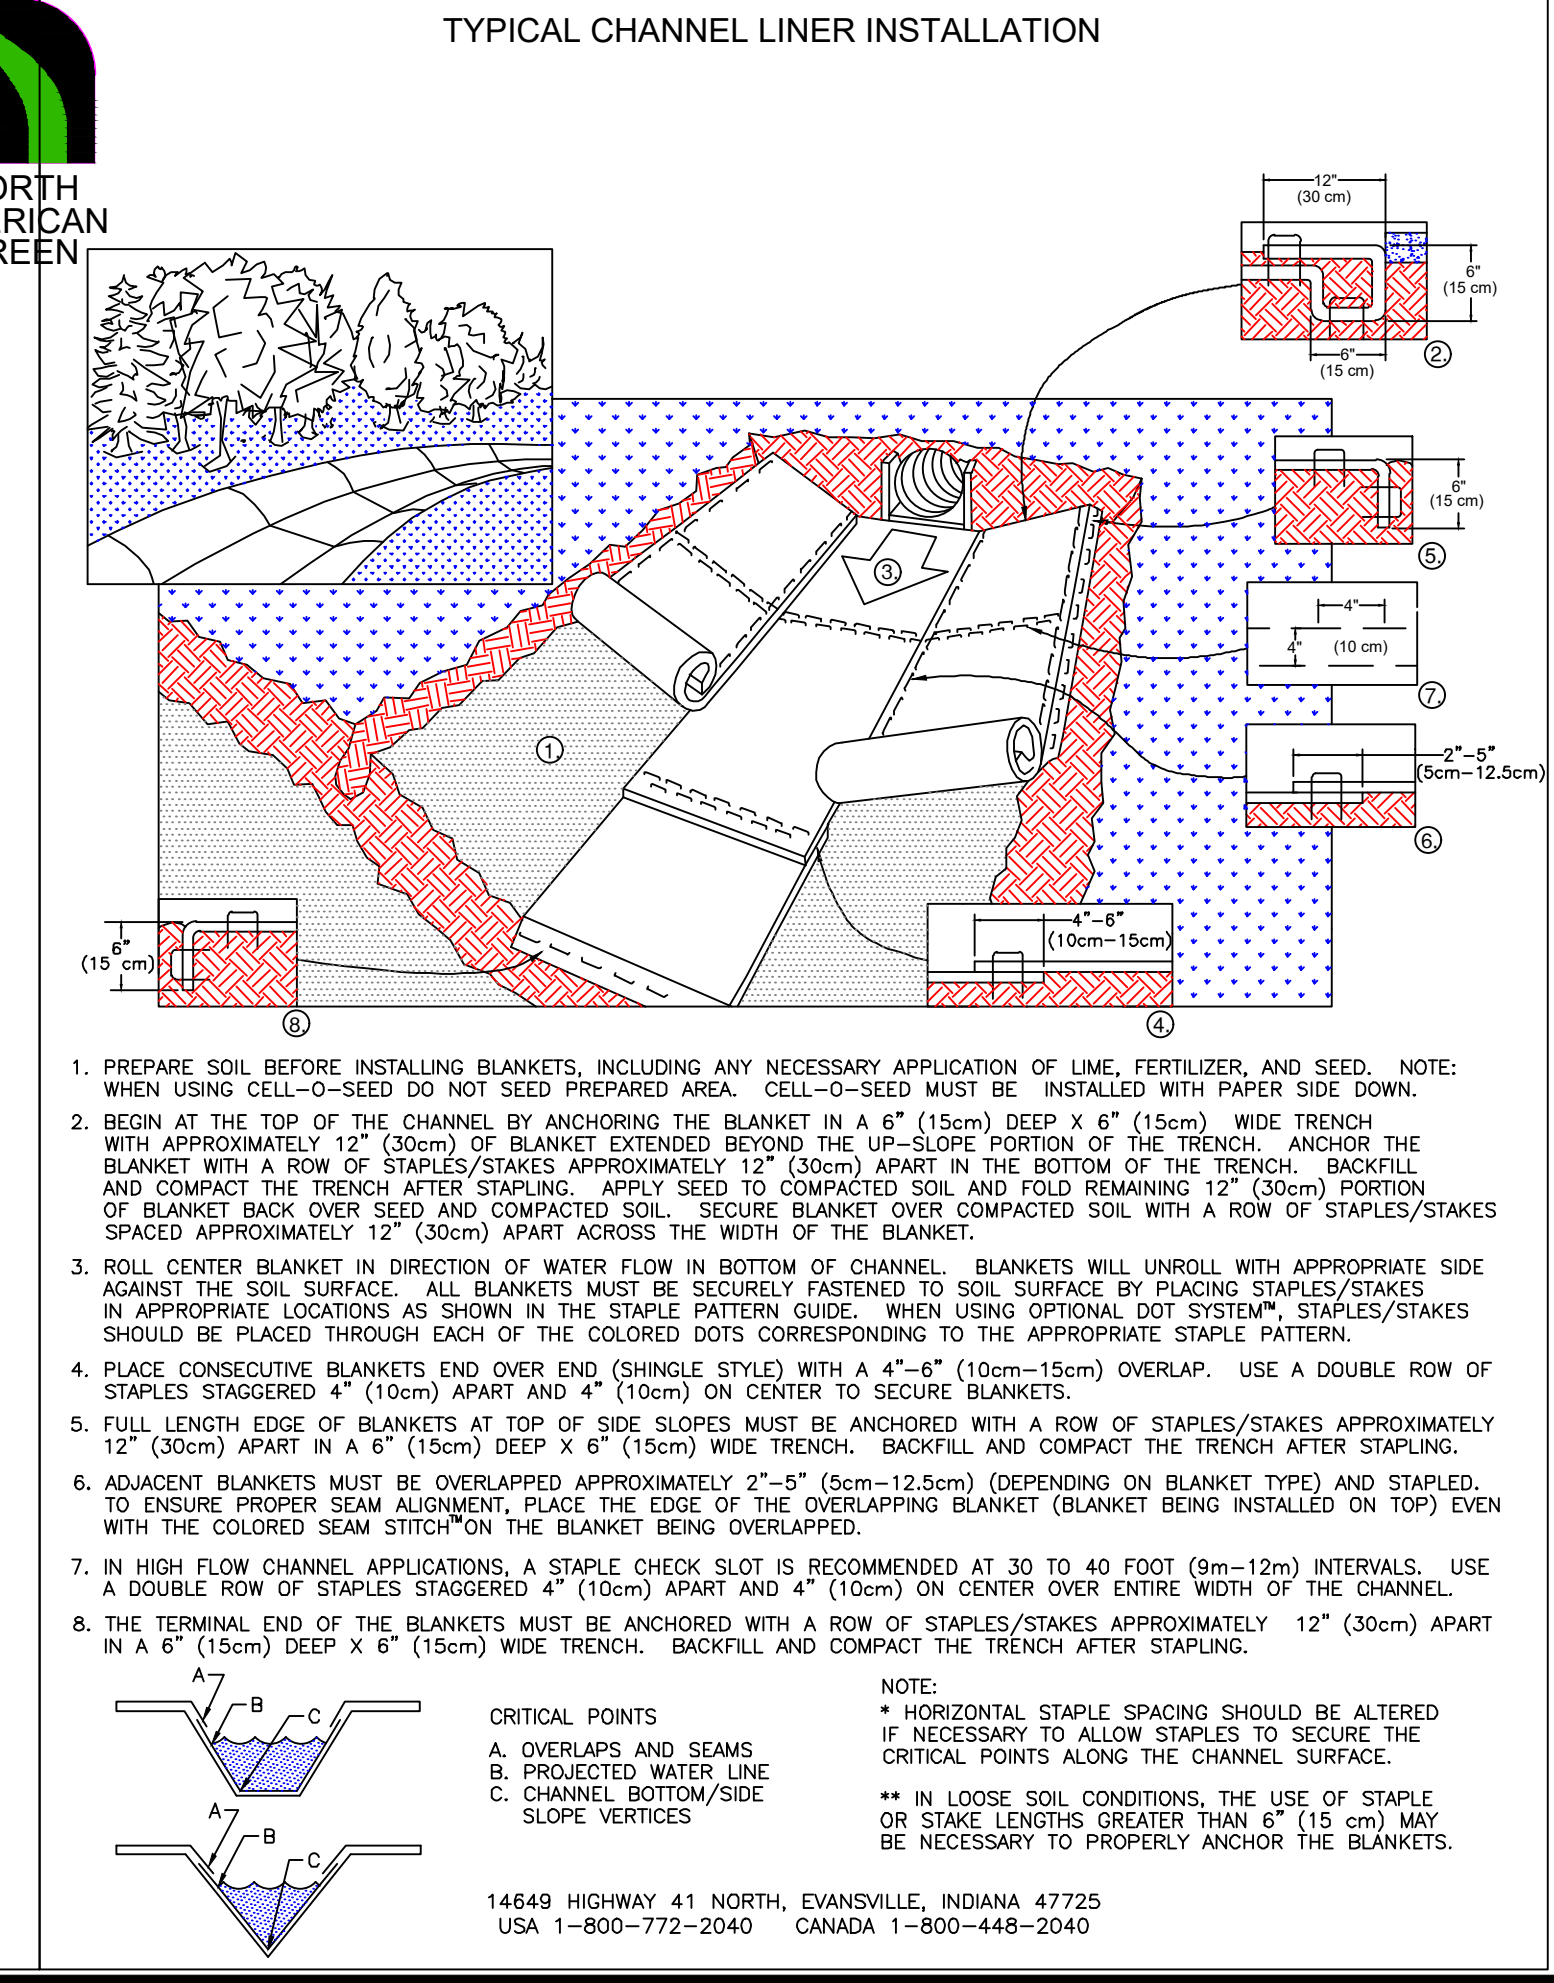 TYPICAL CHANNEL LINER INSTALLATION
ORTH
RICAN
REEN
12"
(30 cm)
6"
(15 cm)
6"
(15 cm)
2.
6"
(15 cm)
5.
3.
4"
4"
(10 cm)
7.
1.
2"-5"
(5cm-12.5cm)
6.
6"
(15 cm)
8.
4"-6"
(10cm-15cm)
4.
1. PREPARE SOIL BEFORE INSTALLING BLANKETS, INCLUDING ANY NECESSARY APPLICATION OF LIME, FERTILIZER, AND SEED. NOTE:
WHEN USING CELL-O-SEED DO NOT SEED PREPARED AREA. CELL-O-SEED MUST BE INSTALLED WITH PAPER SIDE DOWN.
2. BEGIN AT THE TOP OF THE CHANNEL BY ANCHORING THE BLANKET IN A 6" (15cm) DEEP X 6" (15cm) WIDE TRENCH
WITH APPROXIMATELY 12" (30cm) OF BLANKET EXTENDED BEYOND THE UP-SLOPE PORTION OF THE TRENCH. ANCHOR THE
BLANKET WITH A ROW OF STAPLES/STAKES APPROXIMATELY 12" (30cm) APART IN THE BOTTOM OF THE TRENCH. BACKFILL
AND COMPACT THE TRENCH AFTER STAPLING. APPLY SEED TO COMPACTED SOIL AND FOLD REMAINING 12" (30cm) PORTION
OF BLANKET BACK OVER SEED AND COMPACTED SOIL. SECURE BLANKET OVER COMPACTED SOIL WITH A ROW OF STAPLES/STAKES
SPACED APPROXIMATELY 12" (30cm) APART ACROSS THE WIDTH OF THE BLANKET.
3. ROLL CENTER BLANKET IN DIRECTION OF WATER FLOW IN BOTTOM OF CHANNEL. BLANKETS WILL UNROLL WITH APPROPRIATE SIDE
AGAINST THE SOIL SURFACE. ALL BLANKETS MUST BE SECURELY FASTENED TO SOIL SURFACE BY PLACING STAPLES/STAKES
IN APPROPRIATE LOCATIONS AS SHOWN IN THE STAPLE PATTERN GUIDE. WHEN USING OPTIONAL DOT SYSTEM™, STAPLES/STAKES
SHOULD BE PLACED THROUGH EACH OF THE COLORED DOTS CORRESPONDING TO THE APPROPRIATE STAPLE PATTERN.
4. PLACE CONSECUTIVE BLANKETS END OVER END (SHINGLE STYLE) WITH A 4"-6" (10cm-15cm) OVERLAP. USE A DOUBLE ROW OF
STAPLES STAGGERED 4" (10cm) APART AND 4" (10cm) ON CENTER TO SECURE BLANKETS.
5. FULL LENGTH EDGE OF BLANKETS AT TOP OF SIDE SLOPES MUST BE ANCHORED WITH A ROW OF STAPLES/STAKES APPROXIMATELY
12" (30cm) APART IN A 6" (15cm) DEEP X 6" (15cm) WIDE TRENCH. BACKFILL AND COMPACT THE TRENCH AFTER STAPLING.
6. ADJACENT BLANKETS MUST BE OVERLAPPED APPROXIMATELY 2"-5" (5cm-12.5cm) (DEPENDING ON BLANKET TYPE) AND STAPLED.
TO ENSURE PROPER SEAM ALIGNMENT, PLACE THE EDGE OF THE OVERLAPPING BLANKET (BLANKET BEING INSTALLED ON TOP) EVEN
WITH THE COLORED SEAM STITCH™ ON THE BLANKET BEING OVERLAPPED.
7. IN HIGH FLOW CHANNEL APPLICATIONS, A STAPLE CHECK SLOT IS RECOMMENDED AT 30 TO 40 FOOT (9m-12m) INTERVALS. USE
A DOUBLE ROW OF STAPLES STAGGERED 4" (10cm) APART AND 4" (10cm) ON CENTER OVER ENTIRE WIDTH OF THE CHANNEL.
8. THE TERMINAL END OF THE BLANKETS MUST BE ANCHORED WITH A ROW OF STAPLES/STAKES APPROXIMATELY 12" (30cm) APART
IN A 6" (15cm) DEEP X 6" (15cm) WIDE TRENCH. BACKFILL AND COMPACT THE TRENCH AFTER STAPLING.
A
B
C
A
B
C
CRITICAL POINTS
A. OVERLAPS AND SEAMS
B. PROJECTED WATER LINE
C. CHANNEL BOTTOM/SIDE
SLOPE VERTICES
NOTE:
* HORIZONTAL STAPLE SPACING SHOULD BE ALTERED
IF NECESSARY TO ALLOW STAPLES TO SECURE THE
CRITICAL POINTS ALONG THE CHANNEL SURFACE.
** IN LOOSE SOIL CONDITIONS, THE USE OF STAPLE
OR STAKE LENGTHS GREATER THAN 6" (15 cm) MAY
BE NECESSARY TO PROPERLY ANCHOR THE BLANKETS.
14649 HIGHWAY 41 NORTH, EVANSVILLE, INDIANA 47725
USA 1-800-772-2040 CANADA 1-800-448-2040